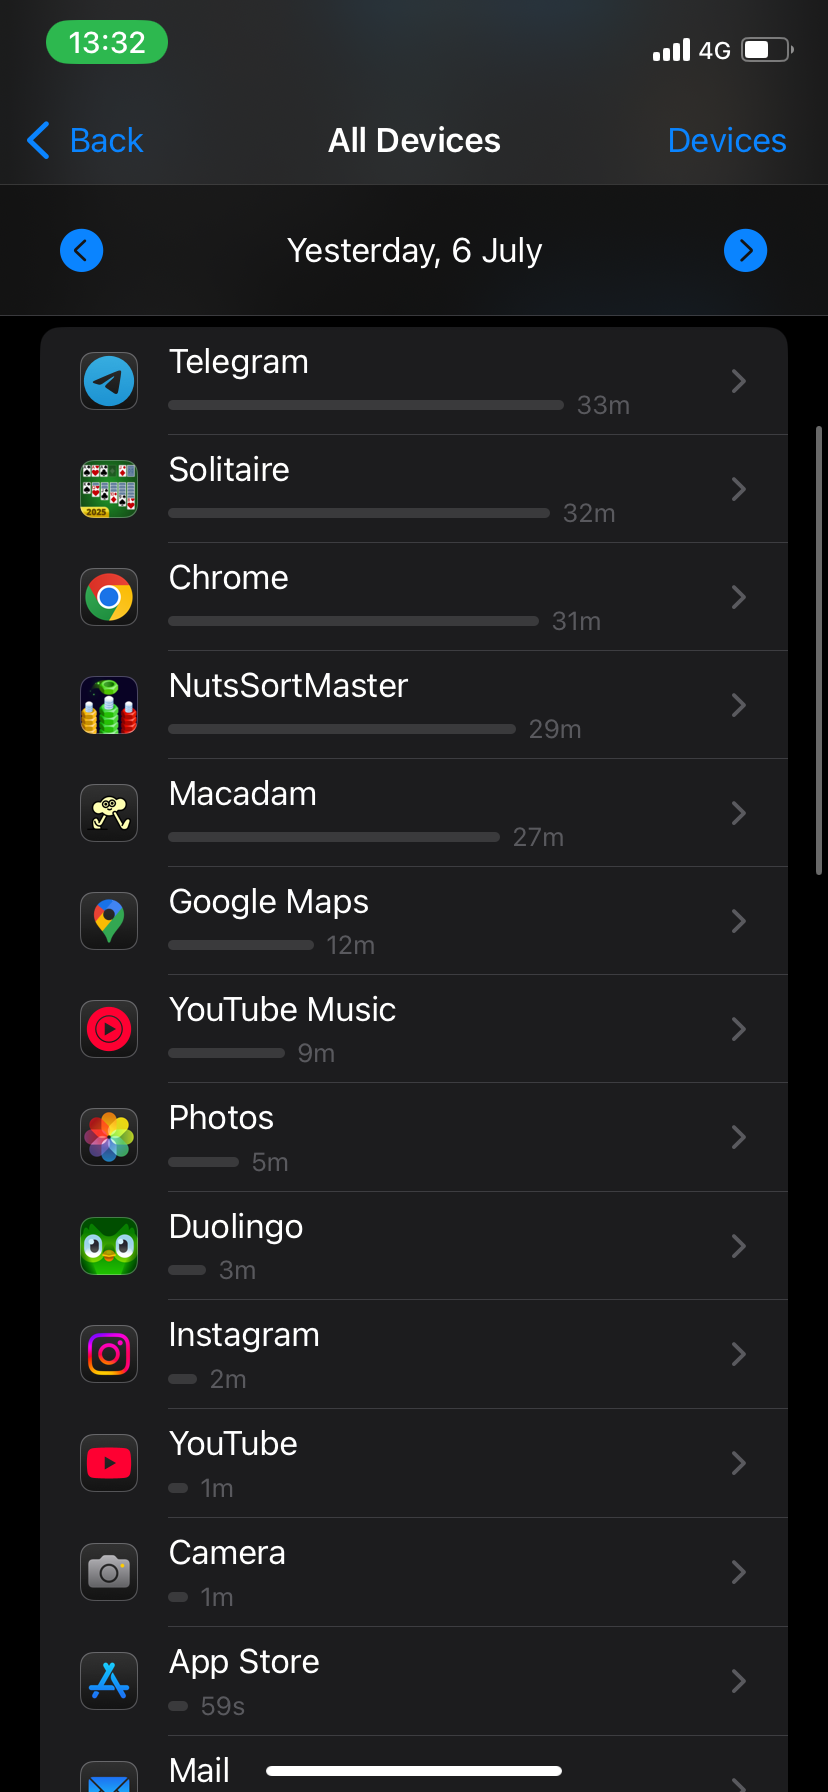 13:32
4G
Back
All Devices
Devices
Yesterday, 6 July
Telegram
33m
Solitaire
32m
2025
Chrome
31m
NutsSortMaster
29m
Macadam
27m
Google Maps
12m
YouTube Music
9m
Photos
5m
Duolingo
3m
Instagram
2m
YouTube
1m
Camera
1m
App Store
59s
Mail